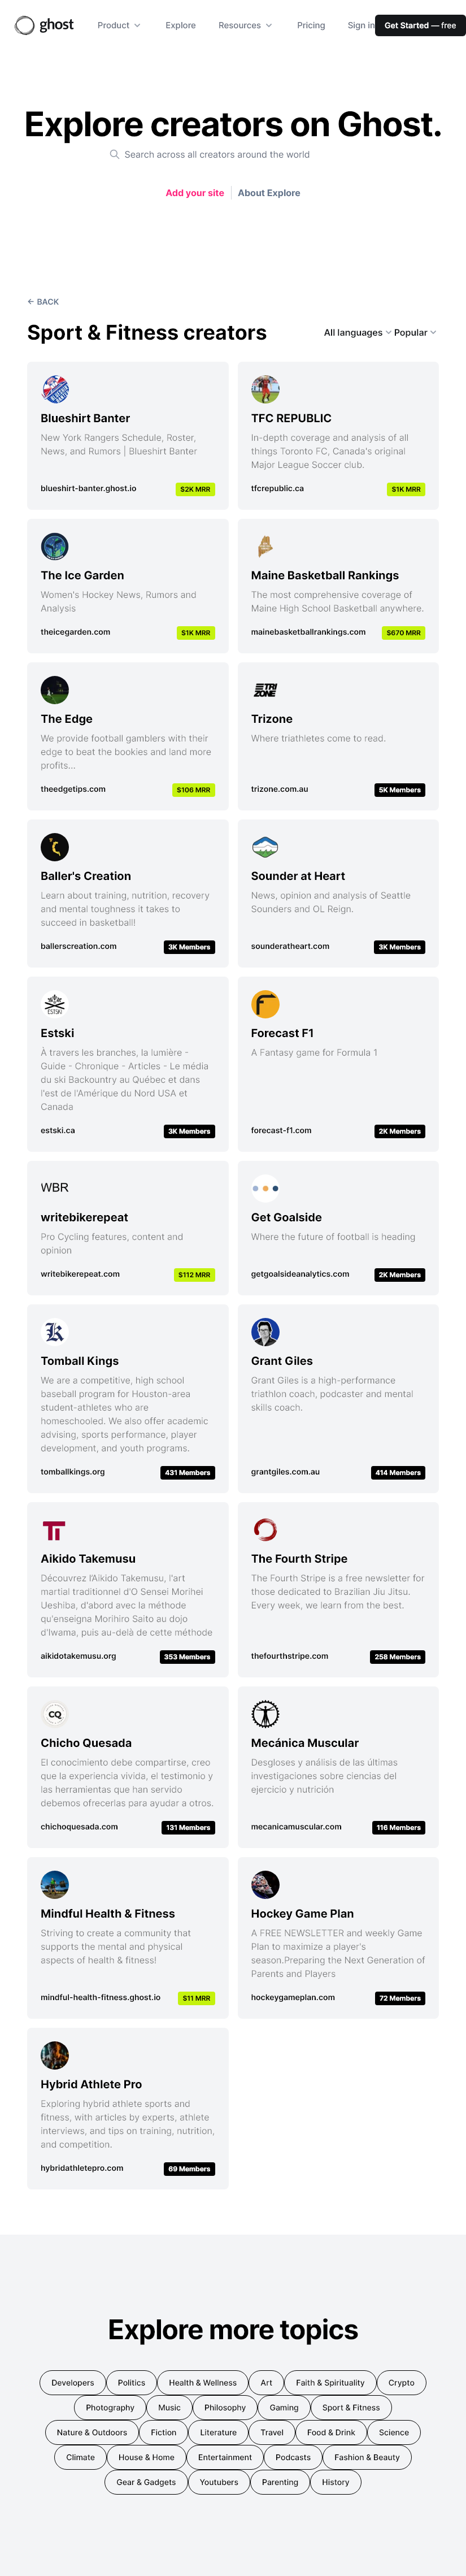 ghost
Product
Explore
Resources
Pricing
Sign in
Get Started — free
Explore creators on Ghost.
Search across all creators around the world
Add your site
About Explore
← BACK
Sport & Fitness creators
All languages
Popular
Blueshirt Banter
New York Rangers Schedule, Roster,
News, and Rumors | Blueshirt Banter
blueshirt-banter.ghost.io
$2K MRR
TFC REPUBLIC
In-depth coverage and analysis of all
things Toronto FC, Canada's original
Major League Soccer club.
tfcrepublic.ca
$1K MRR
The Ice Garden
Women's Hockey News, Rumors and
Analysis
theicegarden.com
$1K MRR
Maine Basketball Rankings
The most comprehensive coverage of
Maine High School Basketball anywhere.
mainebasketballrankings.com
$670 MRR
The Edge
We provide football gamblers with their
edge to beat the bookies and land more
profits...
theedgetips.com
$106 MRR
TRI
ZONE
Trizone
Where triathletes come to read.
trizone.com.au
5K Members
Baller's Creation
Learn about training, nutrition, recovery
and mental toughness it takes to
succeed in basketball!
ballerscreation.com
3K Members
Sounder at Heart
News, opinion and analysis of Seattle
Sounders and OL Reign.
sounderatheart.com
3K Members
ESTSKI
Estski
À travers les branches, la lumière -
Guide - Chronique - Articles - Le média
du ski Backountry au Québec et dans
l'est de l'Amérique du Nord USA et
Canada
estski.ca
3K Members
Forecast F1
A Fantasy game for Formula 1
forecast-f1.com
2K Members
WBR
writebikerepeat
Pro Cycling features, content and
opinion
writebikerepeat.com
$112 MRR
Get Goalside
Where the future of football is heading
getgoalsideanalytics.com
2K Members
Tomball Kings
We are a competitive, high school
baseball program for Houston-area
student-athletes who are
homeschooled. We also offer academic
advising, sports performance, player
development, and youth programs.
tomballkings.org
431 Members
Grant Giles
Grant Giles is a high-performance
triathlon coach, podcaster and mental
skills coach.
grantgiles.com.au
414 Members
Aikido Takemusu
Découvrez l'Aikido Takemusu, l'art
martial traditionnel d'O Sensei Morihei
Ueshiba, d'abord avec la méthode
qu'enseigna Morihiro Saito au dojo
d'Iwama, puis au-delà de cette méthode
aikidotakemusu.org
353 Members
The Fourth Stripe
The Fourth Stripe is a free newsletter for
those dedicated to Brazilian Jiu Jitsu.
Every week, we learn from the best.
thefourthstripe.com
258 Members
CQ
Chicho Quesada
El conocimiento debe compartirse, creo
que la experiencia vivida, el testimonio y
las herramientas que han servido
debemos ofrecerlas para ayudar a otros.
chichoquesada.com
131 Members
Mecánica Muscular
Desgloses y análisis de las últimas
investigaciones sobre ciencias del
ejercicio y nutrición
mecanicamuscular.com
116 Members
Mindful Health & Fitness
Striving to create a community that
supports the mental and physical
aspects of health & fitness!
mindful-health-fitness.ghost.io
$11 MRR
Hockey Game Plan
A FREE NEWSLETTER and weekly Game
Plan to maximize a player's
season.Preparing the Next Generation of
Parents and Players
hockeygameplan.com
72 Members
Hybrid Athlete Pro
Exploring hybrid athlete sports and
fitness, with articles by experts, athlete
interviews, and tips on training, nutrition,
and competition.
hybridathletepro.com
69 Members
Explore more topics
Developers
Politics
Health & Wellness
Art
Faith & Spirituality
Crypto
Photography
Music
Philosophy
Gaming
Sport & Fitness
Nature & Outdoors
Fiction
Literature
Travel
Food & Drink
Science
Climate
House & Home
Entertainment
Podcasts
Fashion & Beauty
Gear & Gadgets
Youtubers
Parenting
History